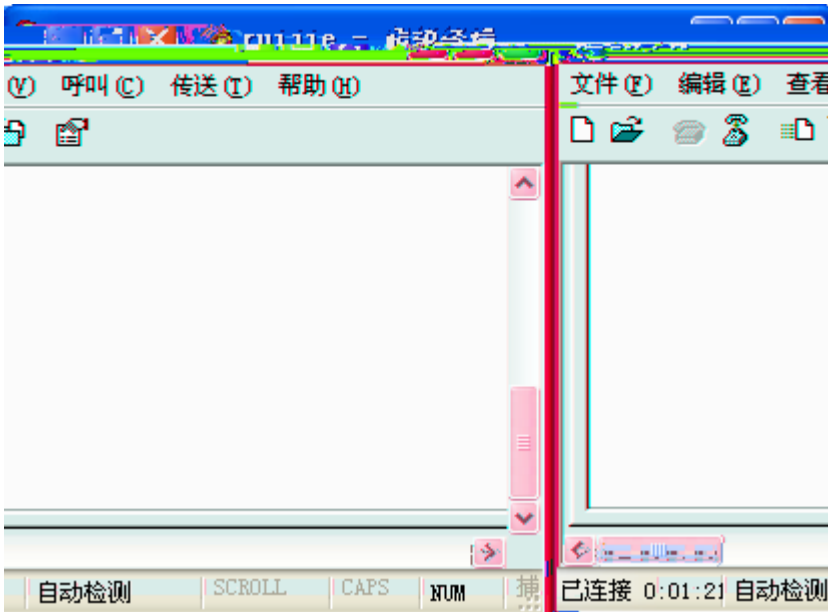 (V) 呼叫(C) 传送(T) 帮助(H)
文件(F) 编辑(E) 查看
自动检测 SCROLL CAPS NUM 捕
已连接 0:01:21 自动检测